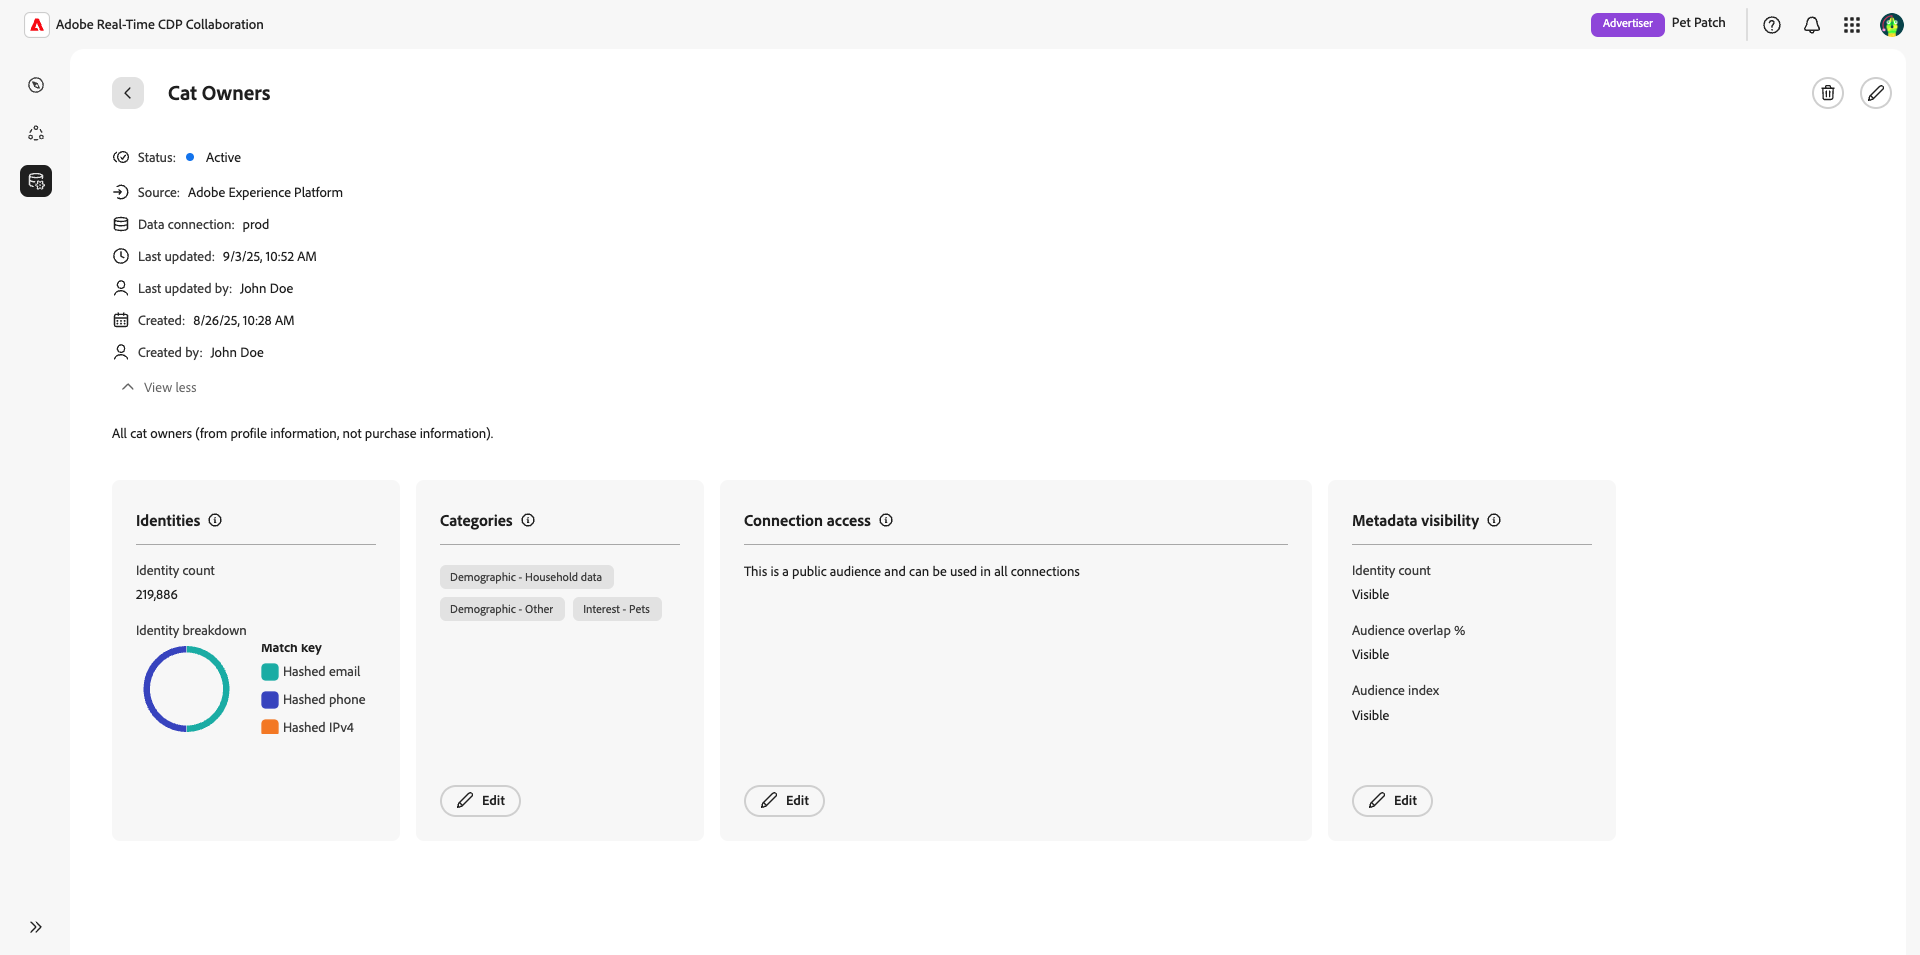 Adobe Real-Time CDP Collaboration
Advertiser Pet Patch
Cat Owners
Status: Active
Source: Adobe Experience Platform
Data connection: prod
Last updated: 9/3/25, 10:52 AM
Last updated by: John Doe
Created: 8/26/25, 10:28 AM
Created by: John Doe
View less
All cat owners (from profile information, not purchase information).
Identities
Identity count
219,886
Identity breakdown
Match key
Hashed email
Hashed phone
Hashed IPv4
Categories
Demographic - Household data
Demographic - Other
Interest - Pets
Edit
Connection access
This is a public audience and can be used in all connections
Edit
Metadata visibility
Identity count
Visible
Audience overlap %
Visible
Audience index
Visible
Edit